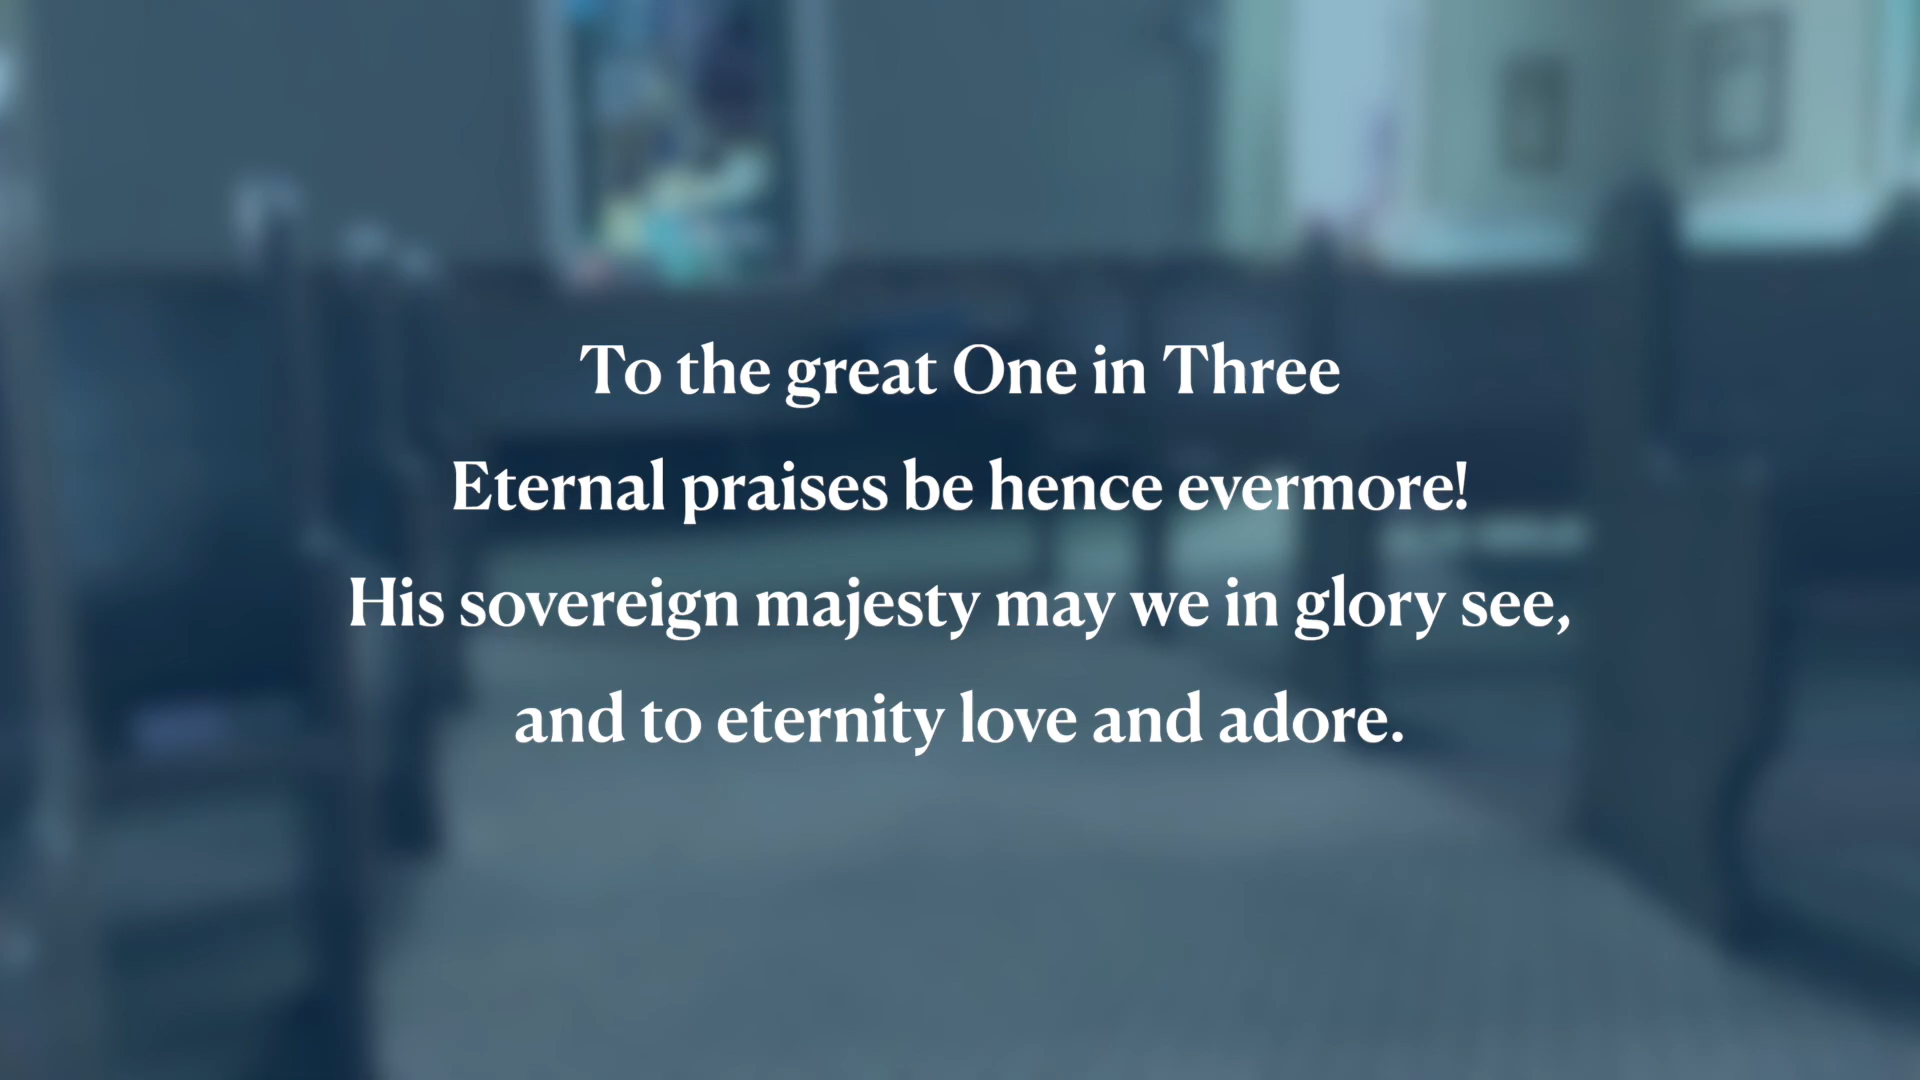 To the great One in Three
Eternal praises be hence evermore!
His sovereign majesty may we in glory see,
and to eternity love and adore.